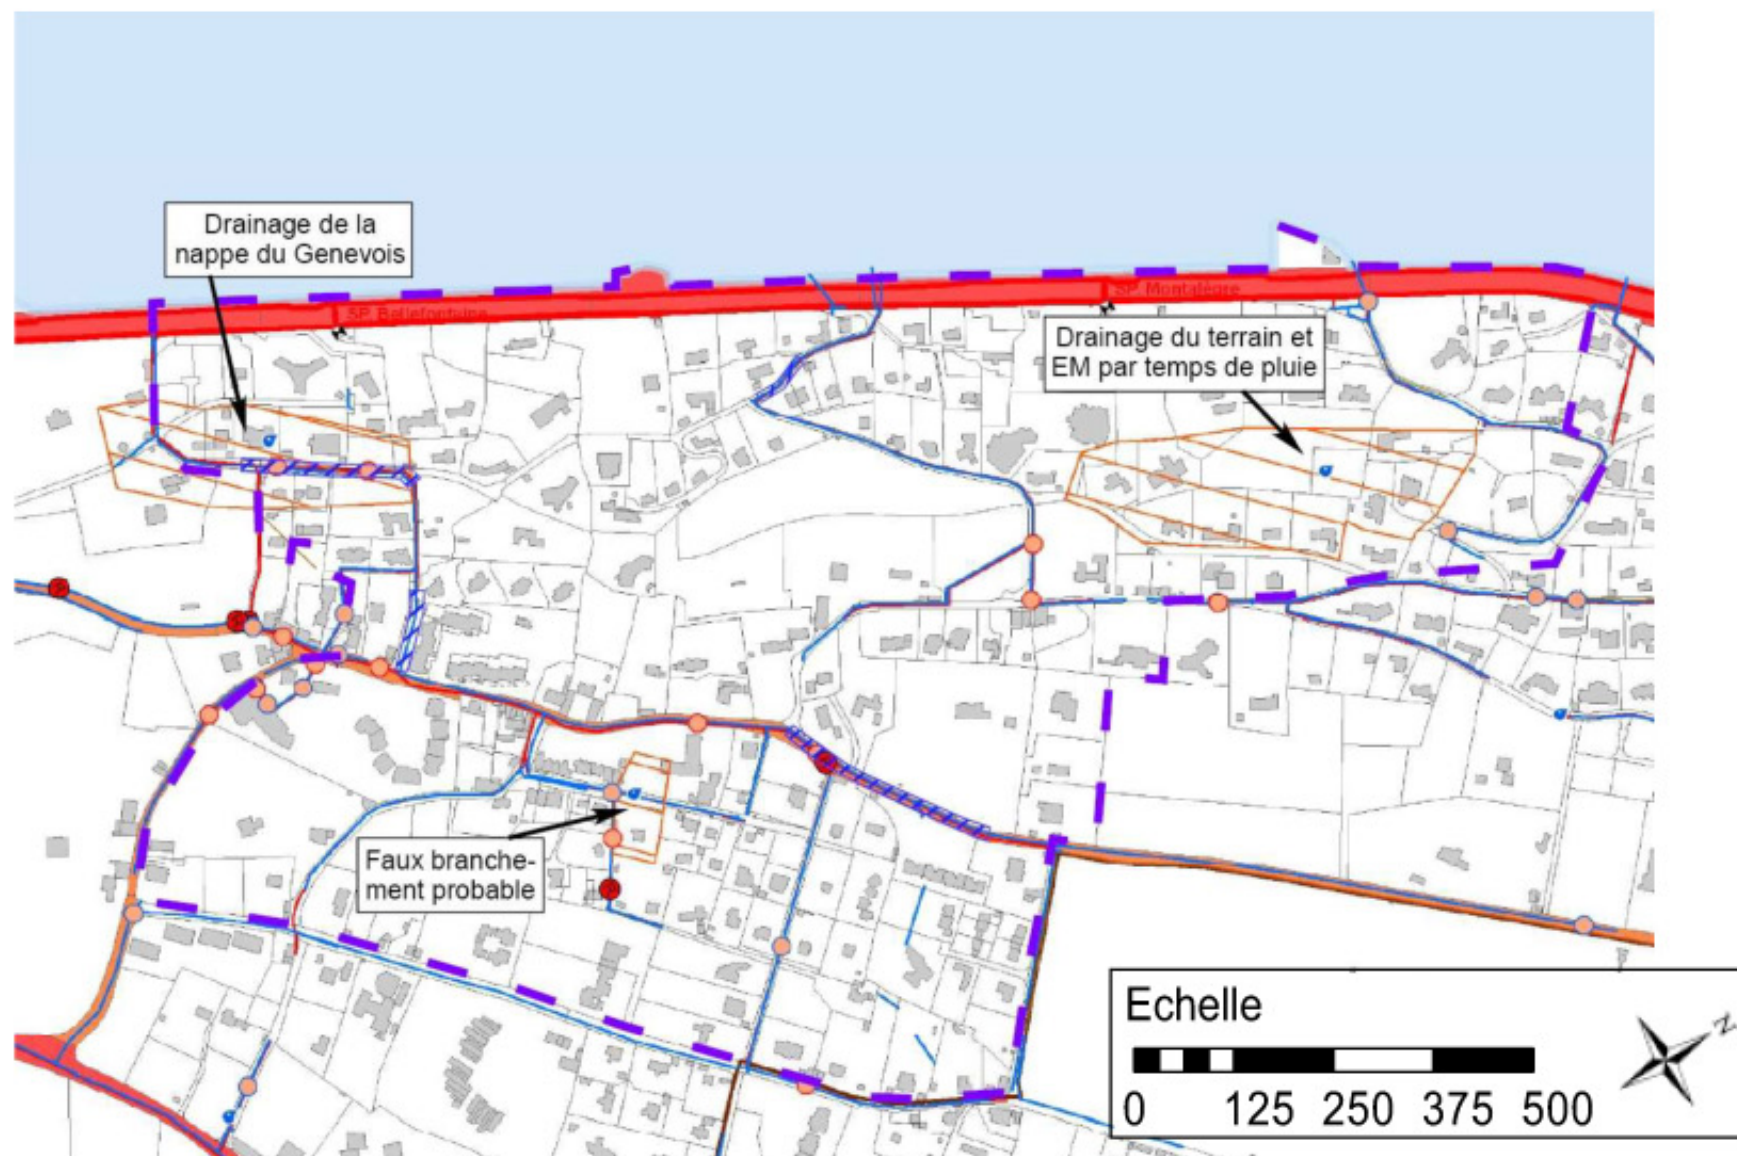 Drainage de la
nappe du Genevois
SP. Bellefontaine
SP. Montalègre
Drainage du terrain et
EM par temps de pluie
Faux branche-
ment probable
Echelle
0 125 250 375 500
N